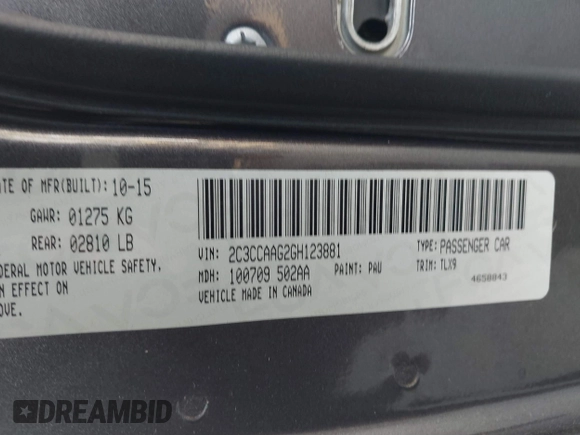 ATE OF MFR(BUILT): 10-15
GAWR: 01275 KG
REAR: 02810 LB
DERAL MOTOR VEHICLE SAFETY,
N EFFECT ON
OVE.
VIN: 2C3CCAAG2GH123881
TYPE: PASSENGER CAR
MDH: 100709 502AA
PAINT: PAU
TRIM: TLX9
VEHICLE MADE IN CANADA
4658843
DREAMBID